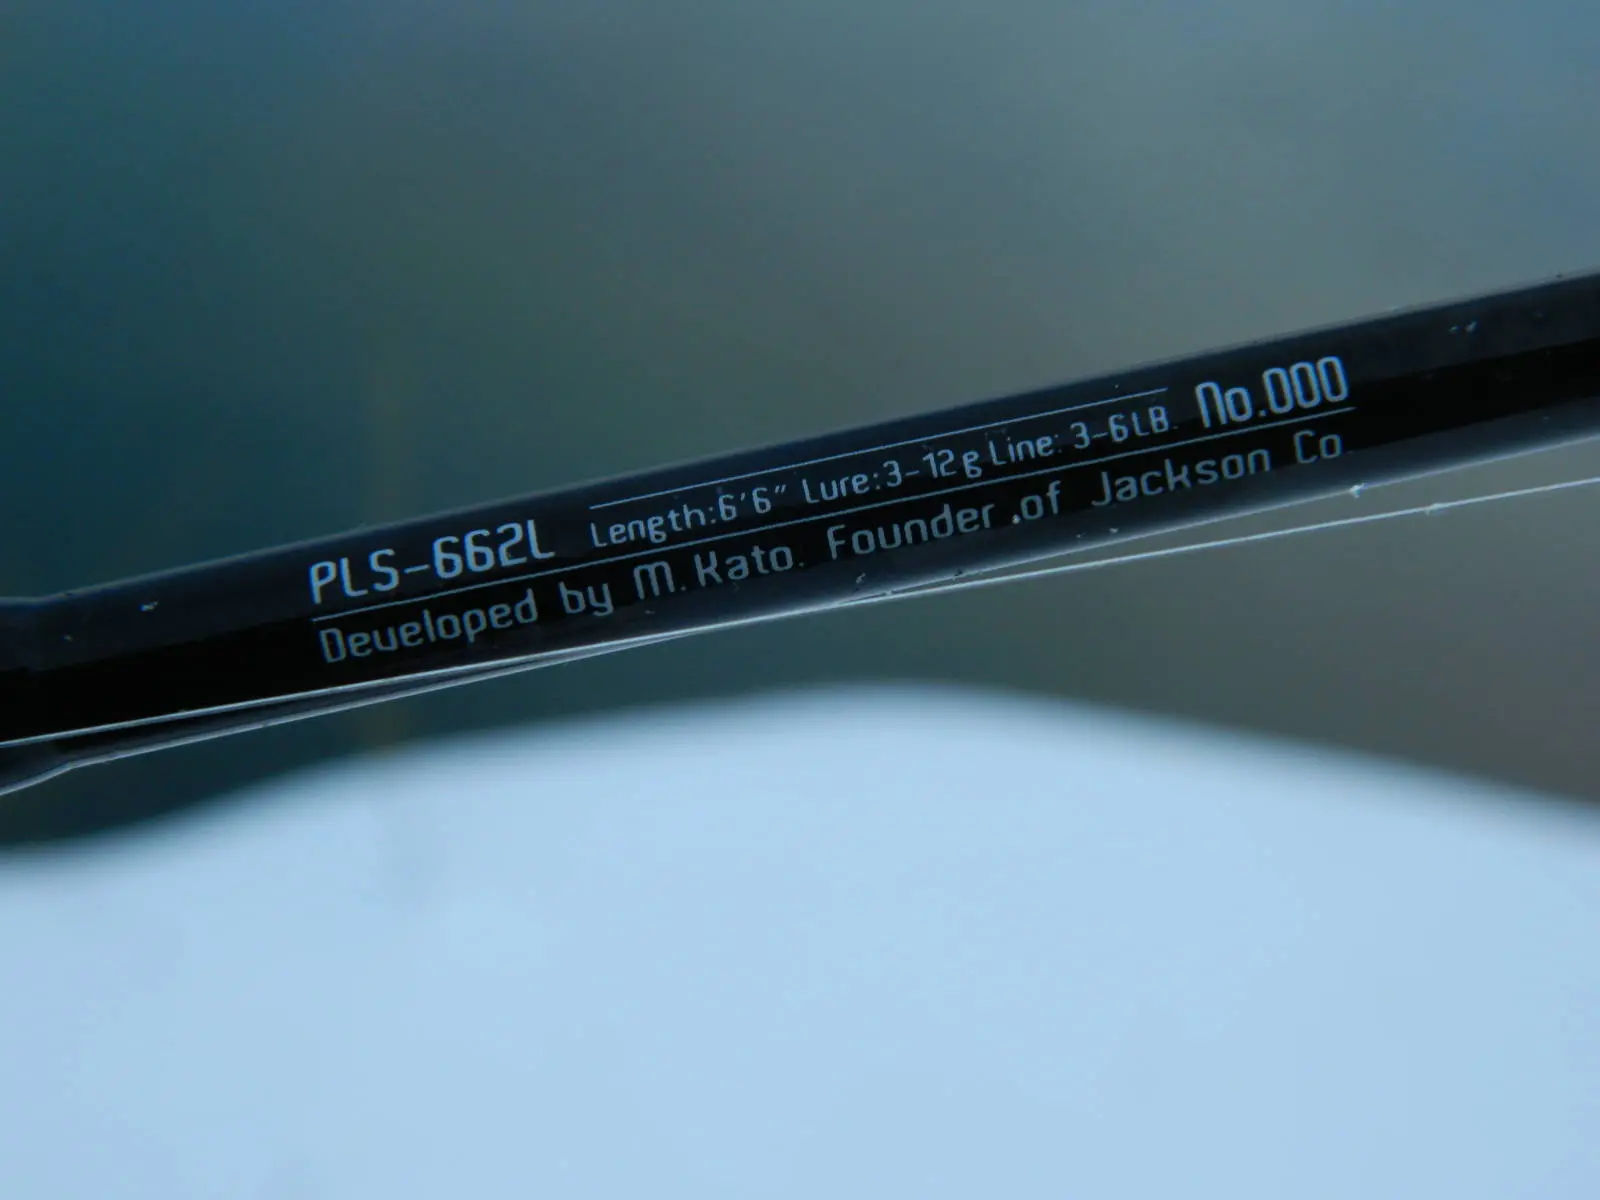 PLS-662L Length:6'6" Lure:3-12g Line: 3-6LB. No.000
Developed by M.Kato. Founder of Jackson Co.